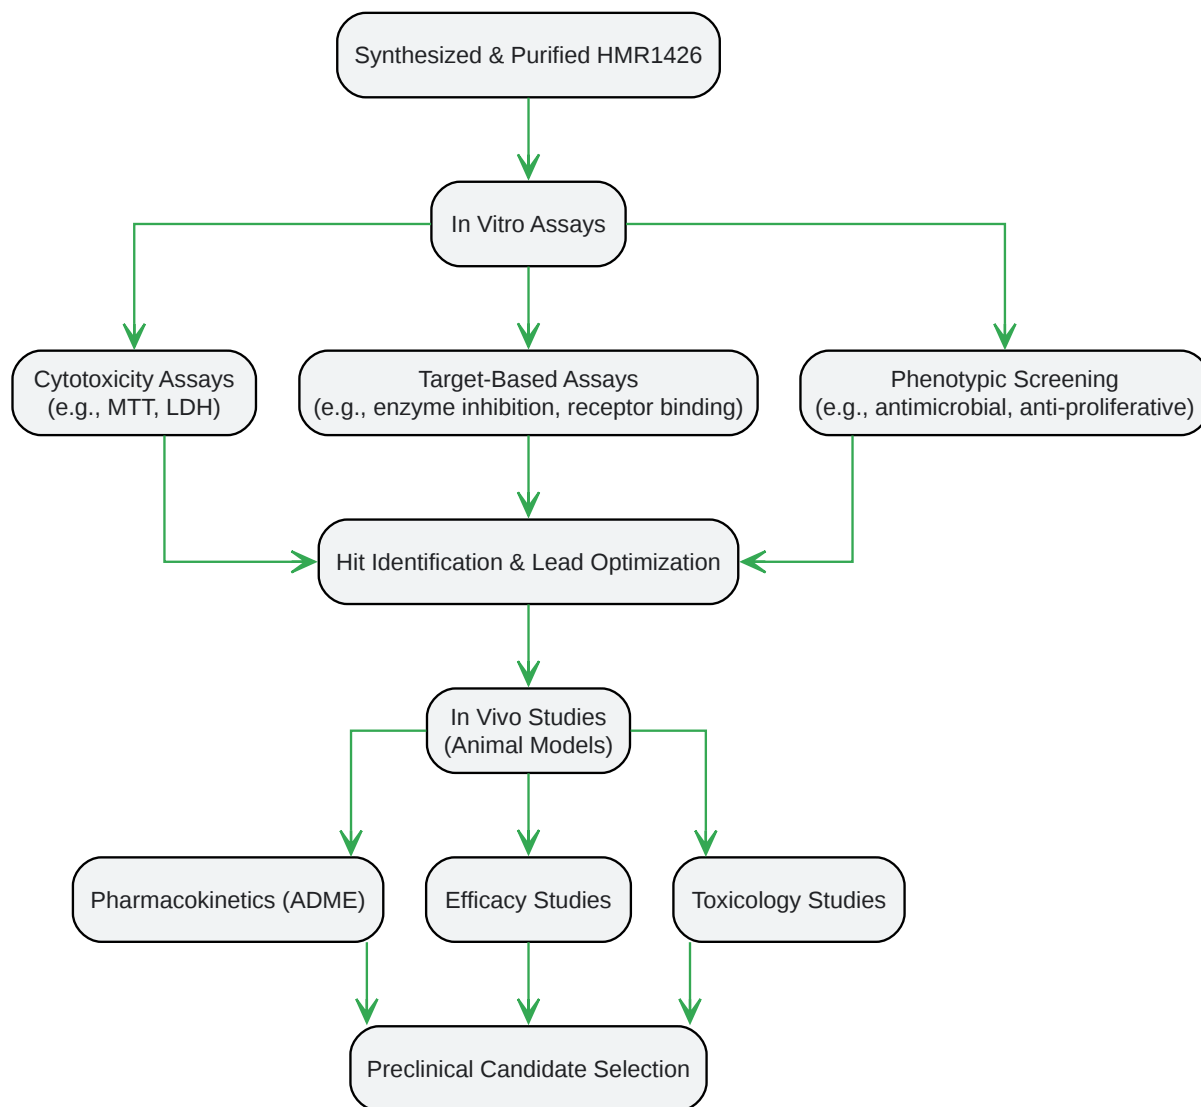 Synthesized & Purified HMR1426
In Vitro Assays
Cytotoxicity Assays
(e.g., MTT, LDH)
Target-Based Assays
(e.g., enzyme inhibition, receptor binding)
Phenotypic Screening
(e.g., antimicrobial, anti-proliferative)
Hit Identification & Lead Optimization
In Vivo Studies
(Animal Models)
Pharmacokinetics (ADME)
Efficacy Studies
Toxicology Studies
Preclinical Candidate Selection